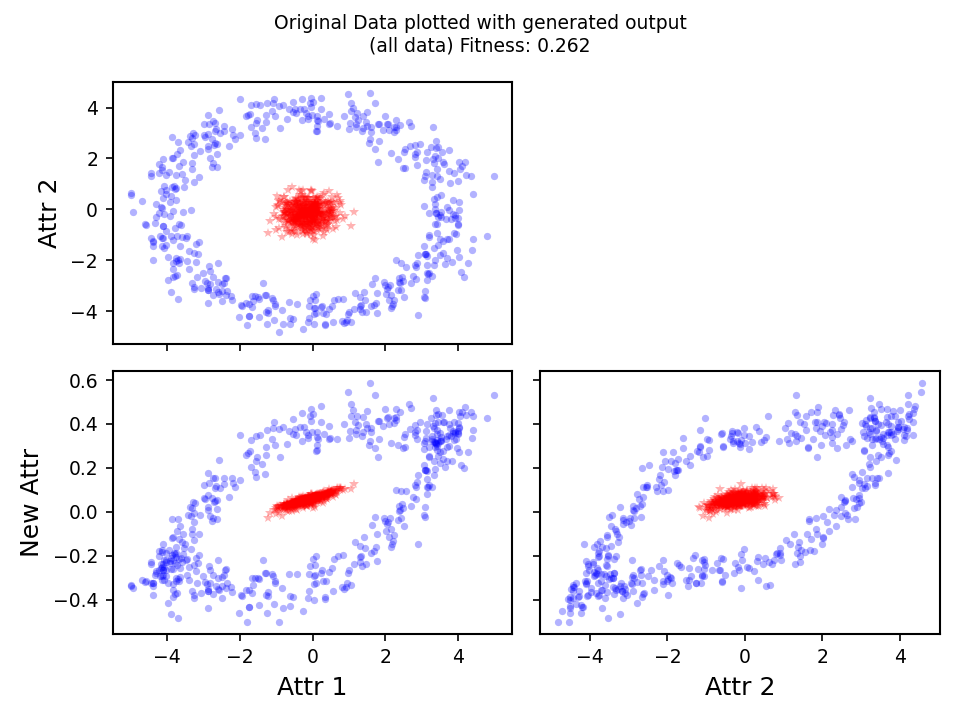 Original Data plotted with generated output
(all data) Fitness: 0.262
4
2
0
−2
−4
Attr 2
0.6
0.4
0.2
0.0
−0.2
−0.4
New Attr
−4 −2 0 2 4
Attr 1
−4 −2 0 2 4
Attr 2